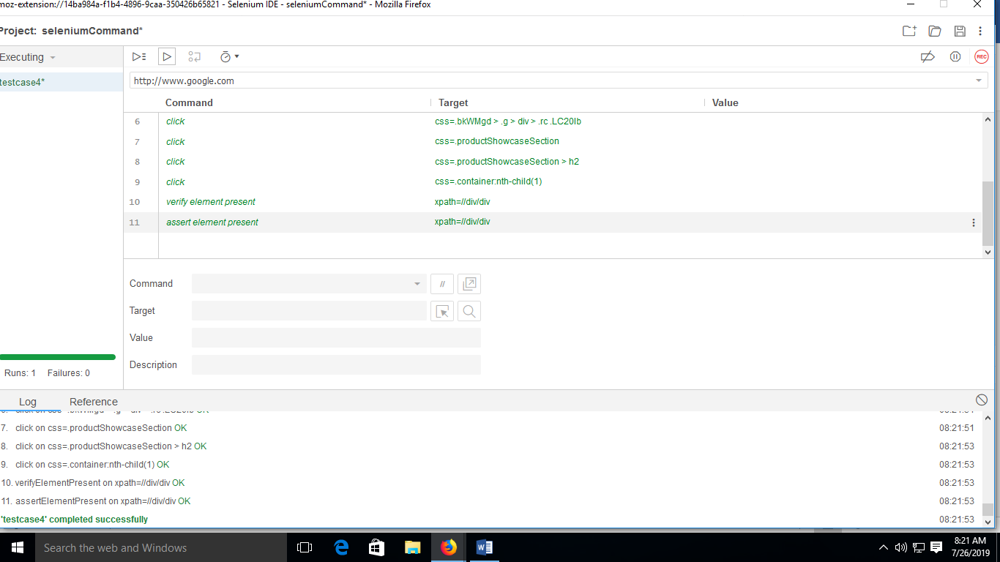 moz-extension://14ba984a-f1b4-4896-9caa-350426b65821 - Selenium IDE - seleniumCommand* - Mozilla Firefox
Project: seleniumCommand*
Executing
testcase4*
http://www.google.com
Command Target Value
6 click css=.bkWMgd > .g > div > .rc .LC20lb
7 click css=.productShowcaseSection
8 click css=.productShowcaseSection > h2
9 click css=.container:nth-child(1)
10 verify element present xpath=//div/div
11 assert element present xpath=//div/div
Command //
Target
Value
Description
Runs: 1 Failures: 0
REC
Log Reference
7. click on css=.productShowcaseSection OK 08:21:51
8. click on css=.productShowcaseSection > h2 OK 08:21:53
9. click on css=.container:nth-child(1) OK 08:21:53
10. verifyElementPresent on xpath=//div/div OK 08:21:53
11. assertElementPresent on xpath=//div/div OK 08:21:53
'testcase4' completed successfully 08:21:53
Search the web and Windows
8:21 AM
7/26/2019